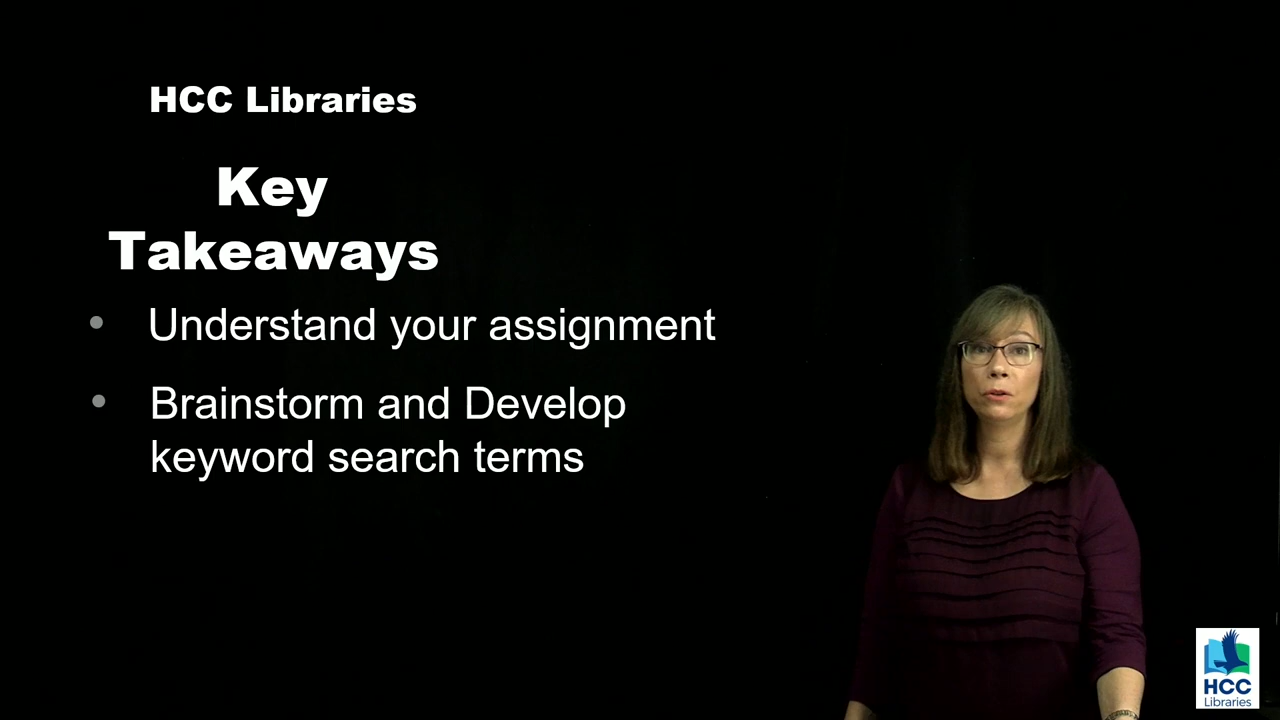 HCC Libraries
Key
Takeaways
• Understand your assignment
• Brainstorm and Develop
keyword search terms
HCC
Libraries